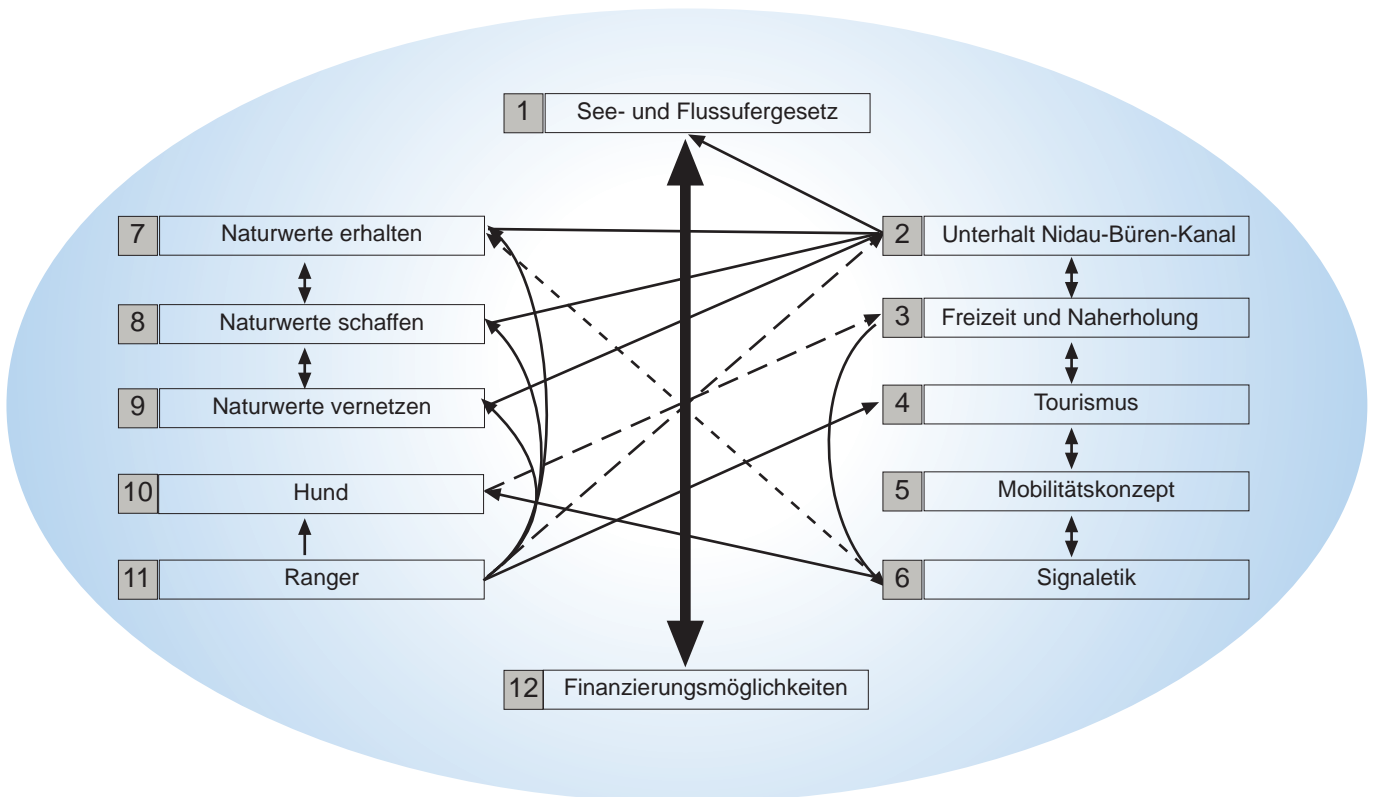 1 See- und Flussufergesetz
7 Naturwerte erhalten
2 Unterhalt Nidau-Büren-Kanal
8 Naturwerte schaffen
3 Freizeit und Naherholung
9 Naturwerte vernetzen
4 Tourismus
10 Hund
5 Mobilitätskonzept
11 Ranger
6 Signaletik
12 Finanzierungsmöglichkeiten